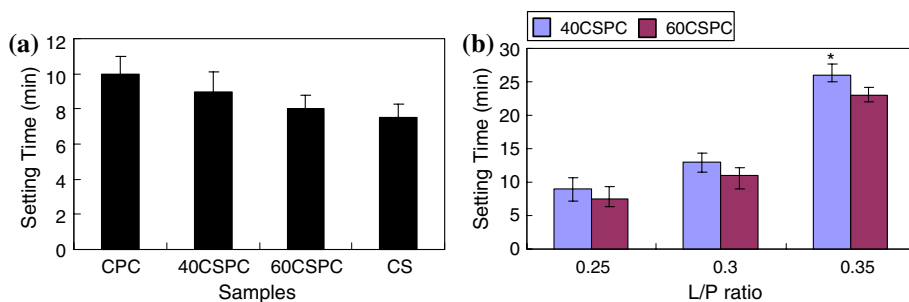 (a)
12
10
8
6
4
2
0
Setting Time (min)
CPC 40CSPC 60CSPC CS
Samples
(b)
40CSPC 60CSPC
30
25
20
15
10
5
0
Setting Time (min)
*
0.25 0.3 0.35
L/P ratio